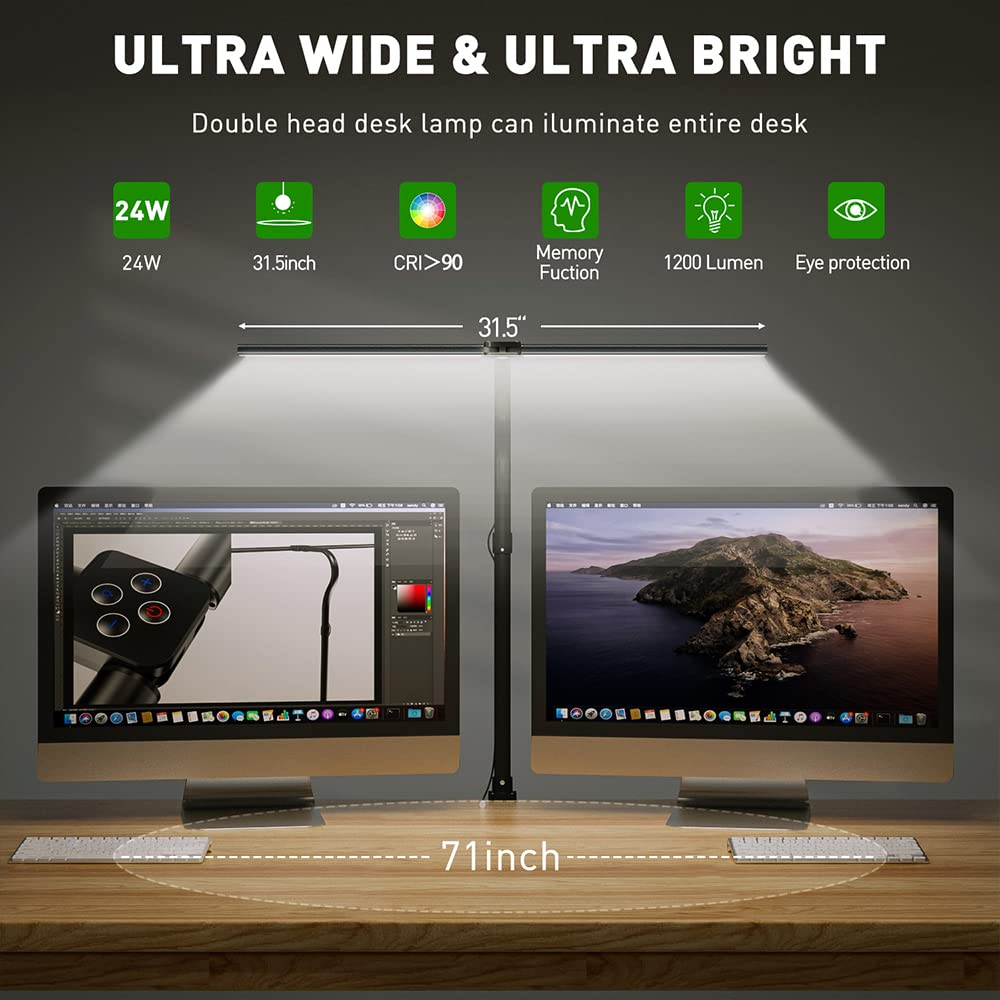 ULTRA WIDE & ULTRA BRIGHT
Double head desk lamp can iluminate entire desk
24W
24W
31.5inch
CRI>90
Memory
Fuction
1200 Lumen
Eye protection
31.5“
71inch